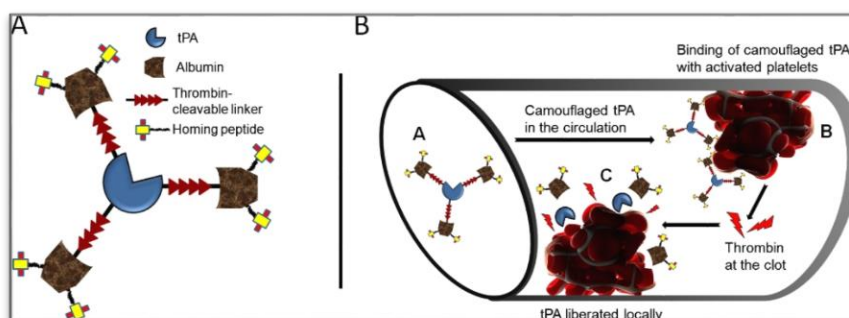 A
tPA
Albumin
Thrombin-
cleavable linker
Homing peptide
B
Binding of camouflaged tPA
with activated platelets
Camouflaged tPA
in the circulation
A
B
C
Thrombin
at the clot
tPA liberated locally